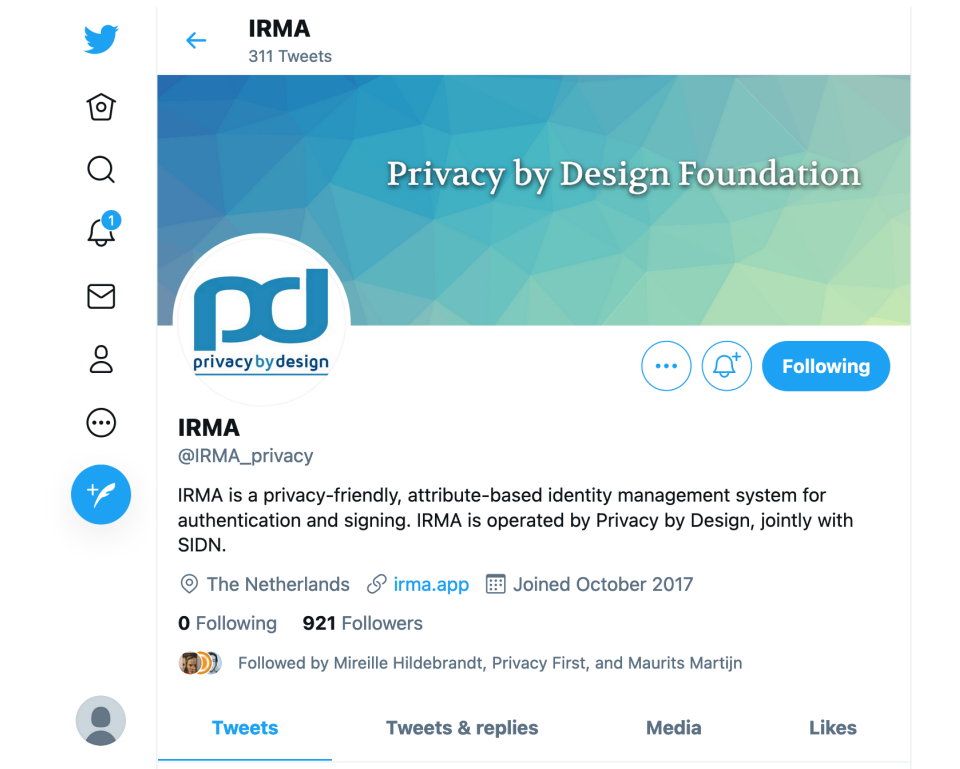 IRMA
311 Tweets
Privacy by Design Foundation
1
pd
privacybydesign
Following
IRMA
@IRMA_privacy
IRMA is a privacy-friendly, attribute-based identity management system for
authentication and signing. IRMA is operated by Privacy by Design, jointly with
SIDN.
The Netherlands irma.app Joined October 2017
0 Following 921 Followers
Followed by Mireille Hildebrandt, Privacy First, and Maurits Martijn
Tweets Tweets & replies Media Likes